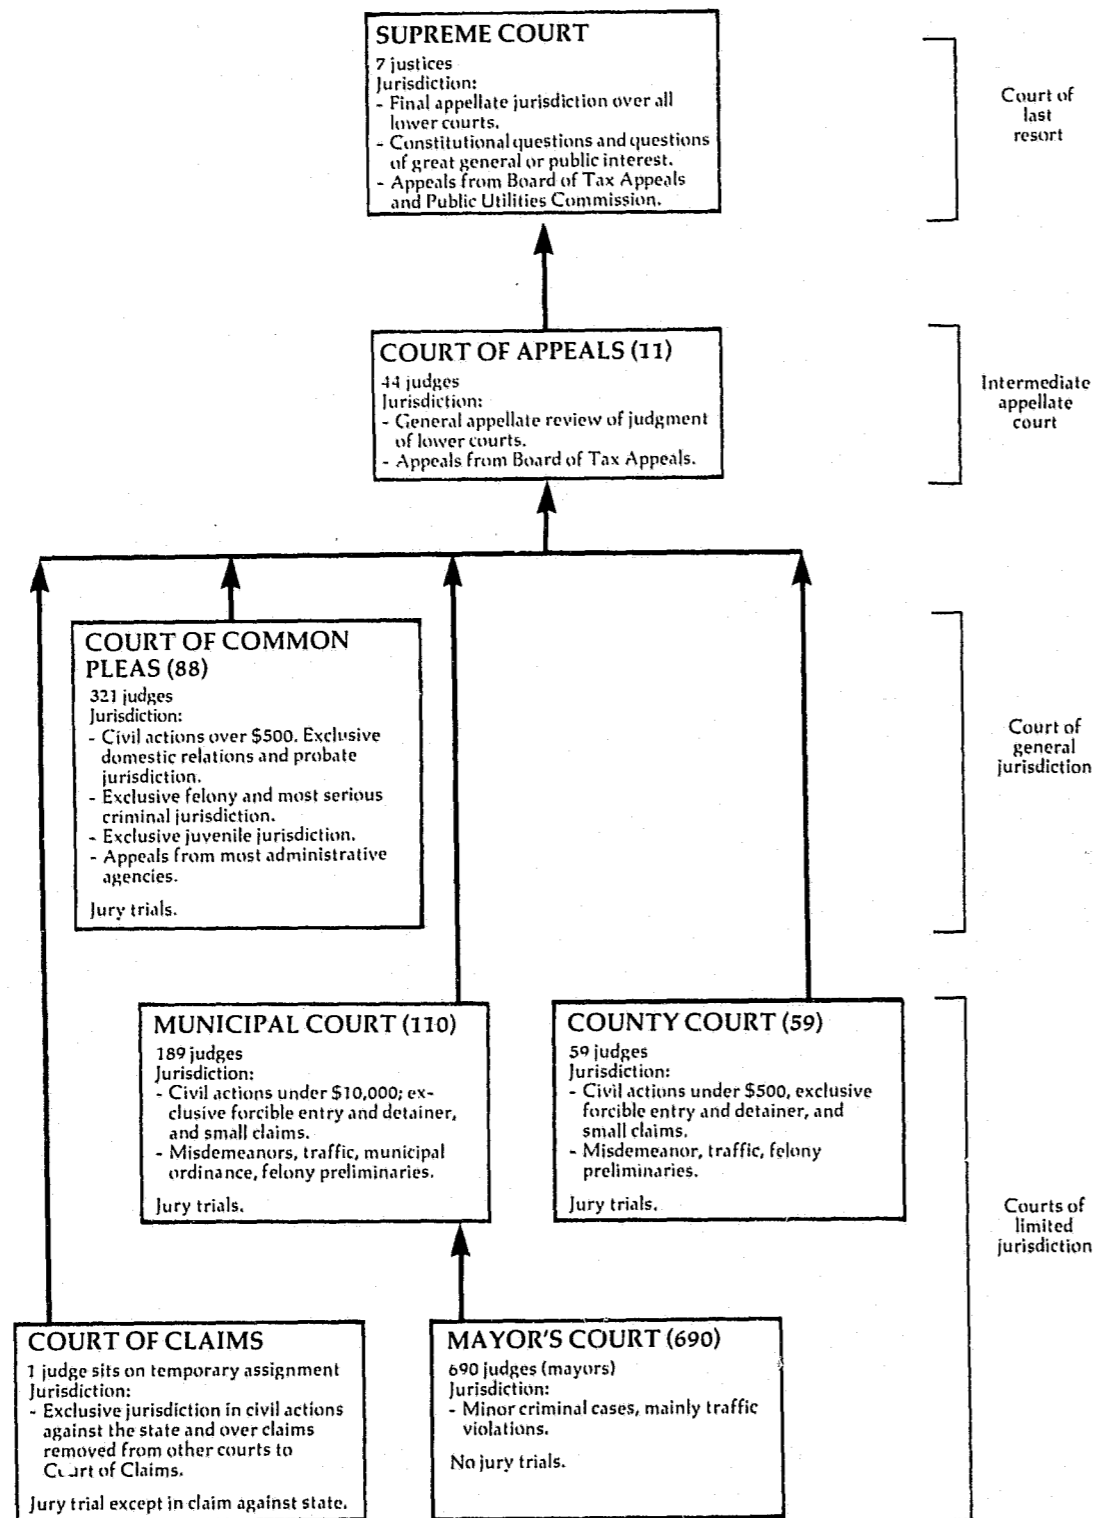 SUPREME COURT
7 justices
Jurisdiction:
- Final appellate jurisdiction over all
lower courts.
- Constitutional questions and questions
of great general or public interest.
- Appeals from Board of Tax Appeals
and Public Utilities Commission.
Court of
last
resort
COURT OF APPEALS (11)
44 judges
Jurisdiction:
- General appellate review of judgment
of lower courts.
- Appeals from Board of Tax Appeals.
Intermediate
appellate
court
COURT OF COMMON
PLEAS (88)
321 judges
Jurisdiction:
- Civil actions over $500. Exclusive
domestic relations and probate
jurisdiction.
- Exclusive felony and most serious
criminal jurisdiction.
- Exclusive juvenile jurisdiction.
- Appeals from most administrative
agencies.
Jury trials.
Court of
general
jurisdiction
MUNICIPAL COURT (110)
189 judges
Jurisdiction:
- Civil actions under $10,000; ex-
clusive forcible entry and detainer,
and small claims.
- Misdemeanors, traffic, municipal
ordinance, felony preliminaries.
Jury trials.
COUNTY COURT (59)
59 judges
Jurisdiction:
- Civil actions under $500, exclusive
forcible entry and detainer, and
small claims.
- Misdemeanor, traffic, felony
preliminaries.
Jury trials.
Courts of
limited
jurisdiction
COURT OF CLAIMS
1 judge sits on temporary assignment
Jurisdiction:
- Exclusive jurisdiction in civil actions
against the state and over claims
removed from other courts to
Court of Claims.
Jury trial except in claim against state.
MAYOR'S COURT (690)
690 judges (mayors)
Jurisdiction:
- Minor criminal cases, mainly traffic
violations.
No jury trials.